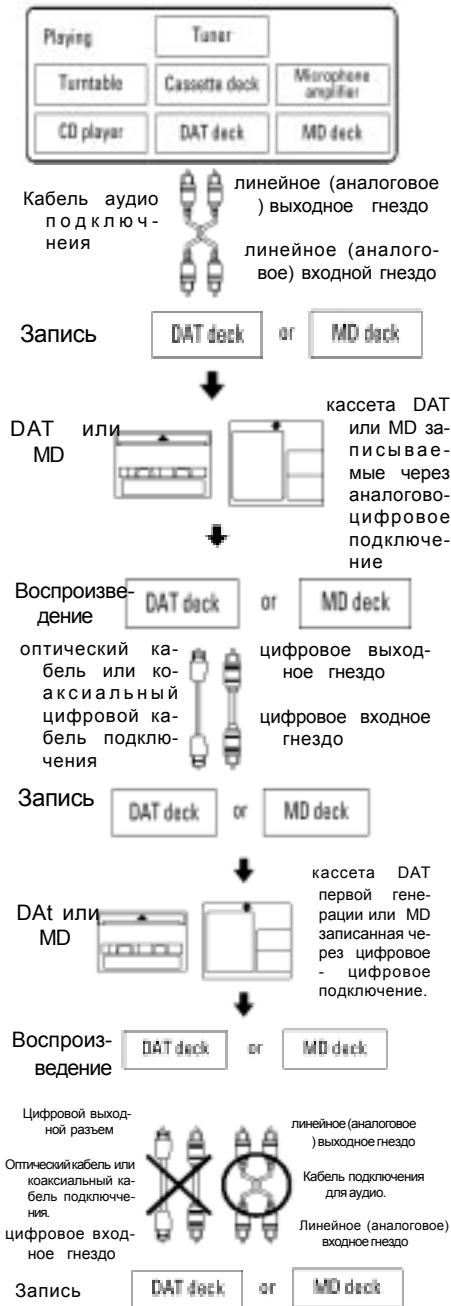 Playing
Tuner
Turntable
Cassette deck
Microphone
amplifier
CD player
DAT deck
MD deck
Кабель аудио
подключ-
неия
линейное (аналоговое
) выходное гнездо
линейное (аналого-
вое) входной гнездо
Запись
DAT deck or MD deck
DAT или
MD
кассета DAT
или MD за-
писывае-
мые через
аналогово-
цифровое
подключе-
ние
Воспроизве-
дение
DAT deck or MD deck
оптический ка-
бель или ко-
аксиальный
цифровой ка-
бель подклю-
чения
цифровое выход-
ное гнездо
цифровое входное
гнездо
Запись
DAT deck or MD deck
DAt или
MD
кассета DAT
первой гене-
рации или MD
записанная че-
рез цифровое
- цифровое
подключение.
Воспроиз-
ведение
DAT deck or MD deck
Цифровой выход-
ной разъем
Оптический кабель или
коаксиальный ка-
бель подключче-
ния.
цифровое вход-
ное гнездо
линейное (аналоговое
) выходное гнездо
Кабель подключения
для аудио.
Линейное (аналоговое)
входное гнездо
Запись
DAT deck or MD deck